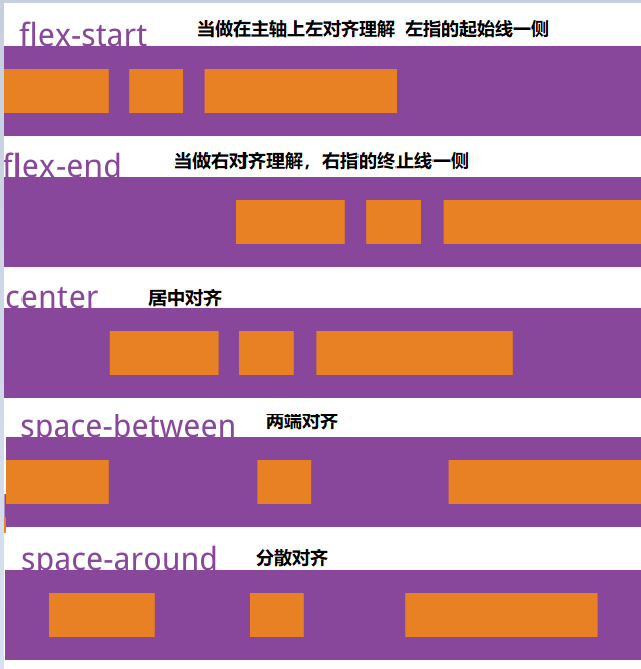 flex-start 当做在主轴上左对齐理解 左指的起始线一侧
flex-end 当做右对齐理解，右指的终止线一侧
center 居中对齐
space-between 两端对齐
space-around 分散对齐